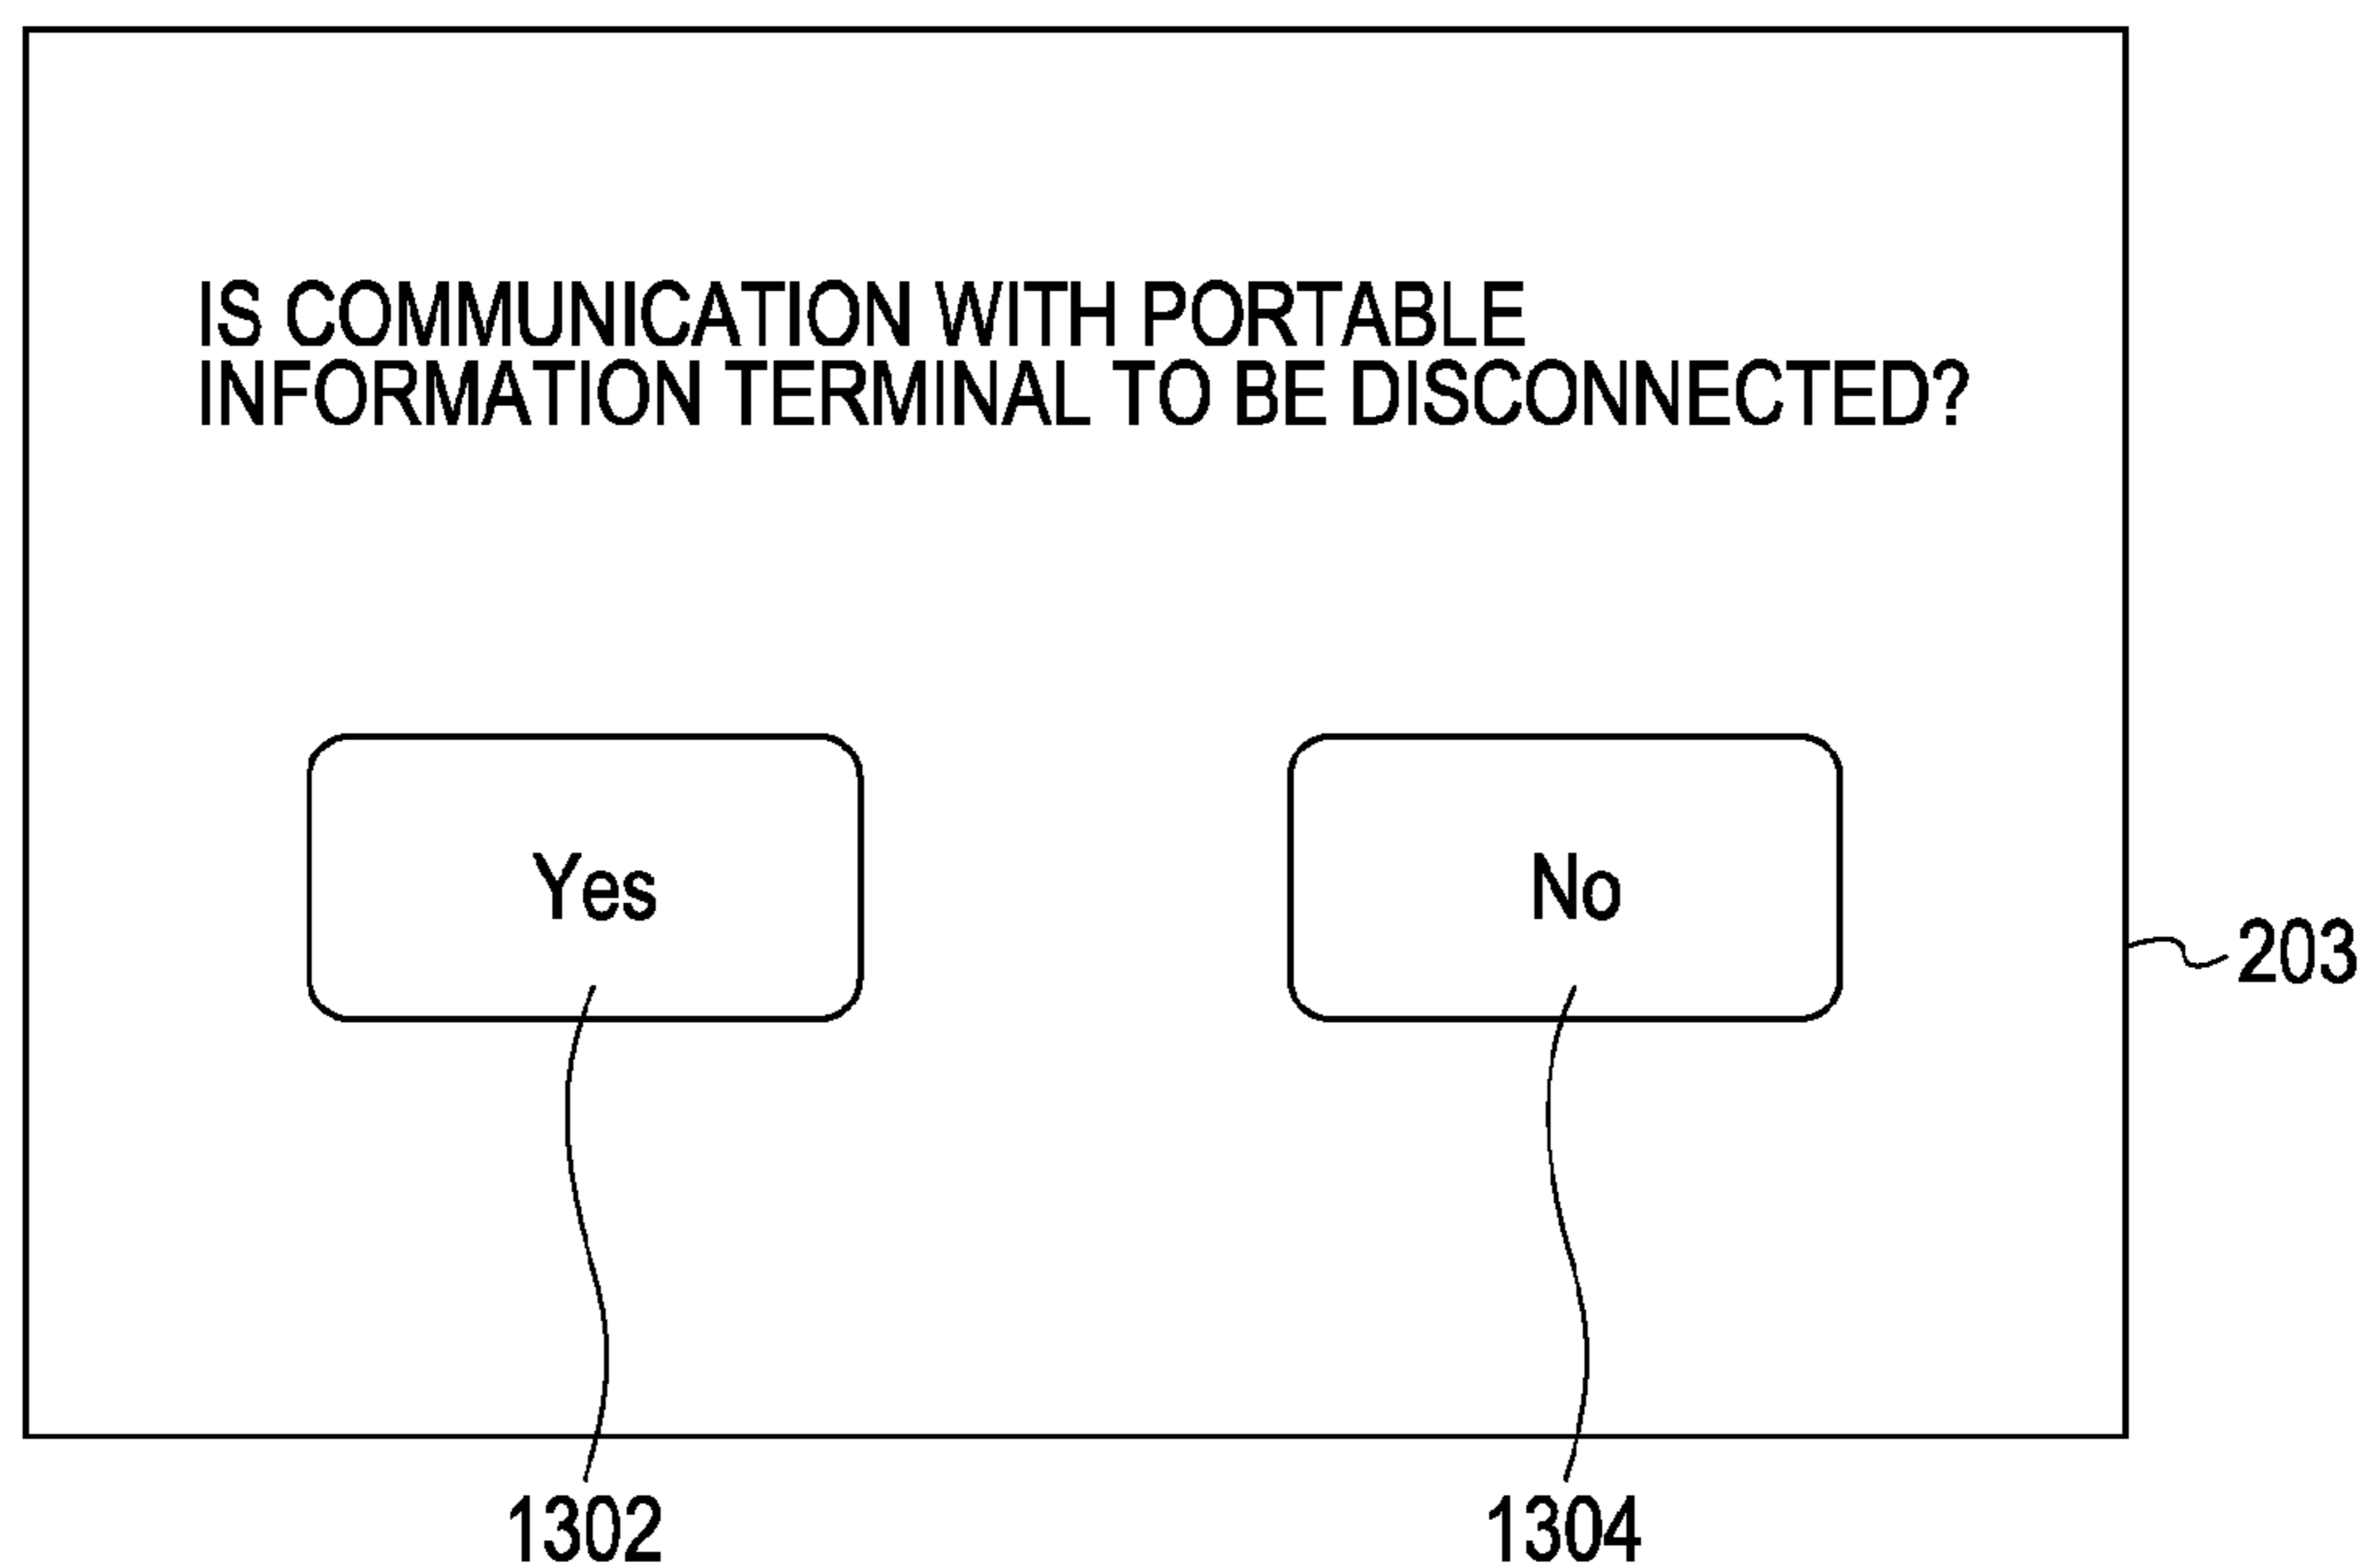 IS COMMUNICATION WITH PORTABLE
INFORMATION TERMINAL TO BE DISCONNECTED?
Yes
No
203
1302
1304